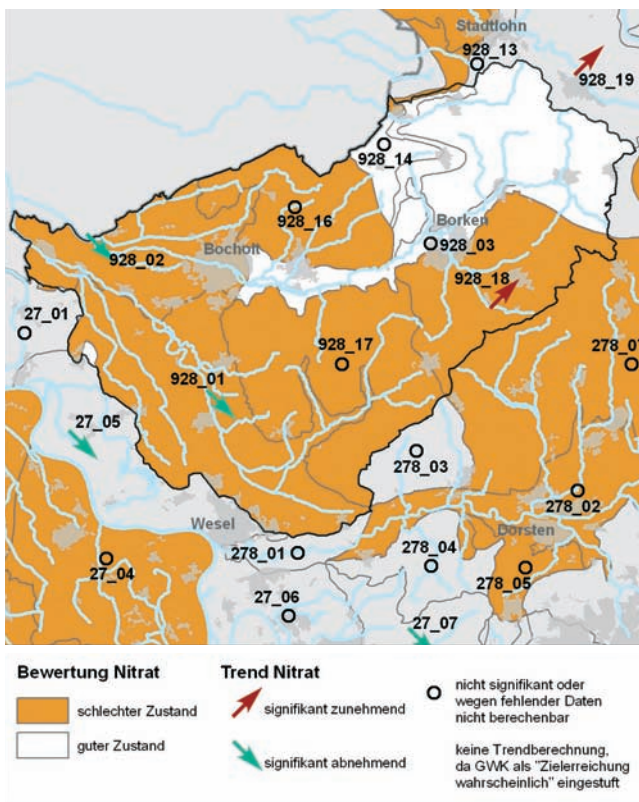 Stadtlohn
928_13
928_19
928_14
928_16
Borken
928_03
Bocholt
928_02
928_18
27_01
928_17
278_07
928_01
27_05
278_03
278_02
Wesel
Dorsten
278_01
278_04
27_04
278_05
27_06
27_07
Bewertung Nitrat
schlechter Zustand
guter Zustand
Trend Nitrat
signifikant zunehmend
signifikant abnehmend
nicht signifikant oder
wegen fehlender Daten
nicht berechenbar
keine Trendberechnung,
da GWK als "Zielerreichung
wahrscheinlich" eingestuft